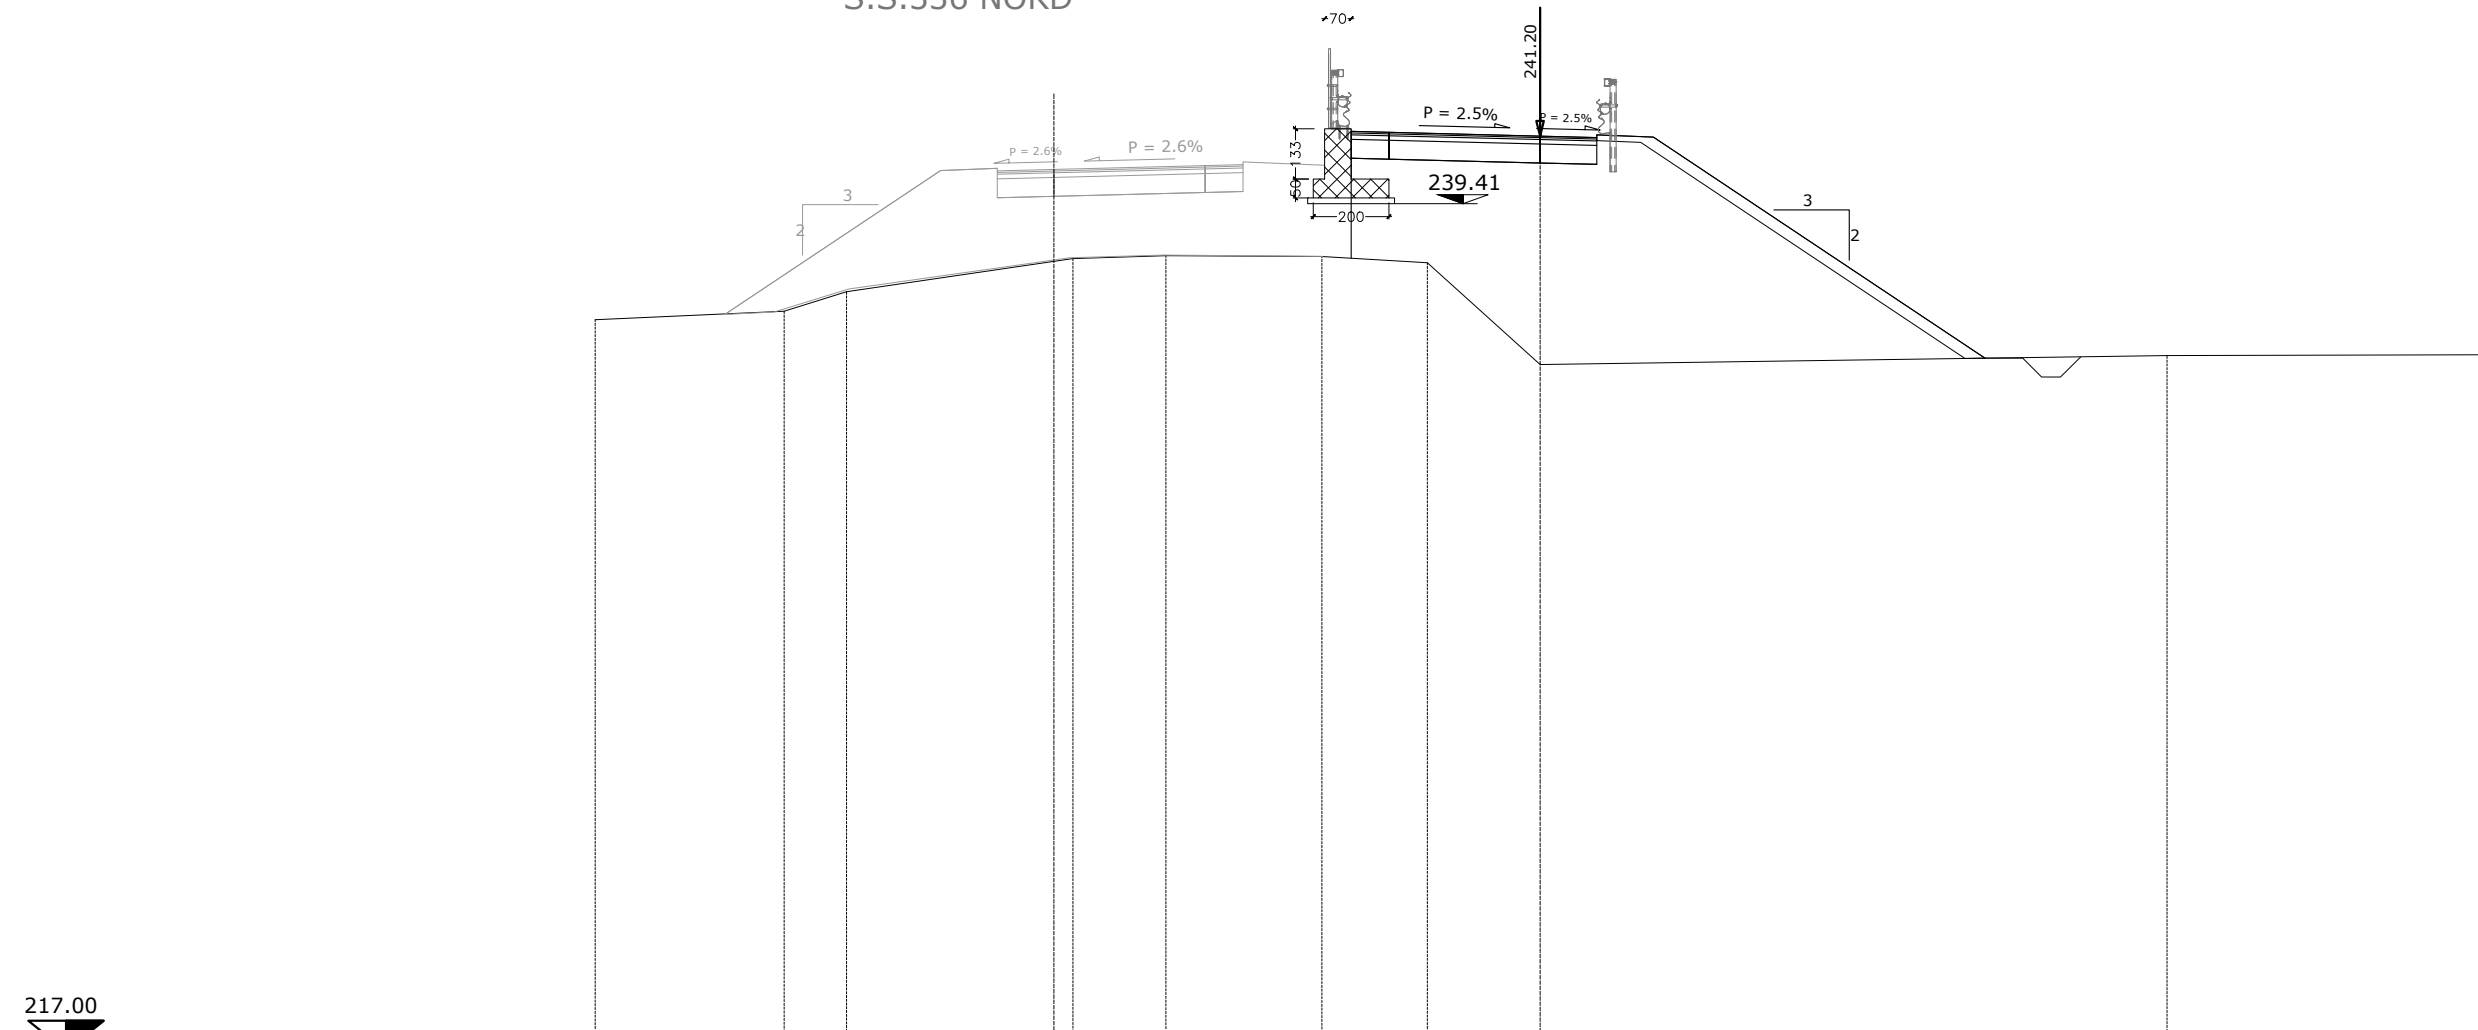 S.S.336 NORD
70
241.20
P = 2.5%
P = 2.5%
133
P = 2.6%
P = 2.6%
50
239.41
200
3
2
3
2
217.00